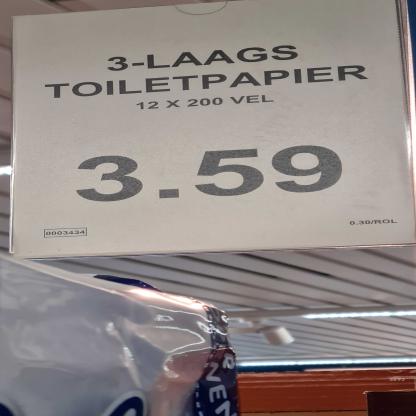 3-LAAGS
TOILETPAPIER
12 X 200 VEL
3.59
0.30/ROL
0003434